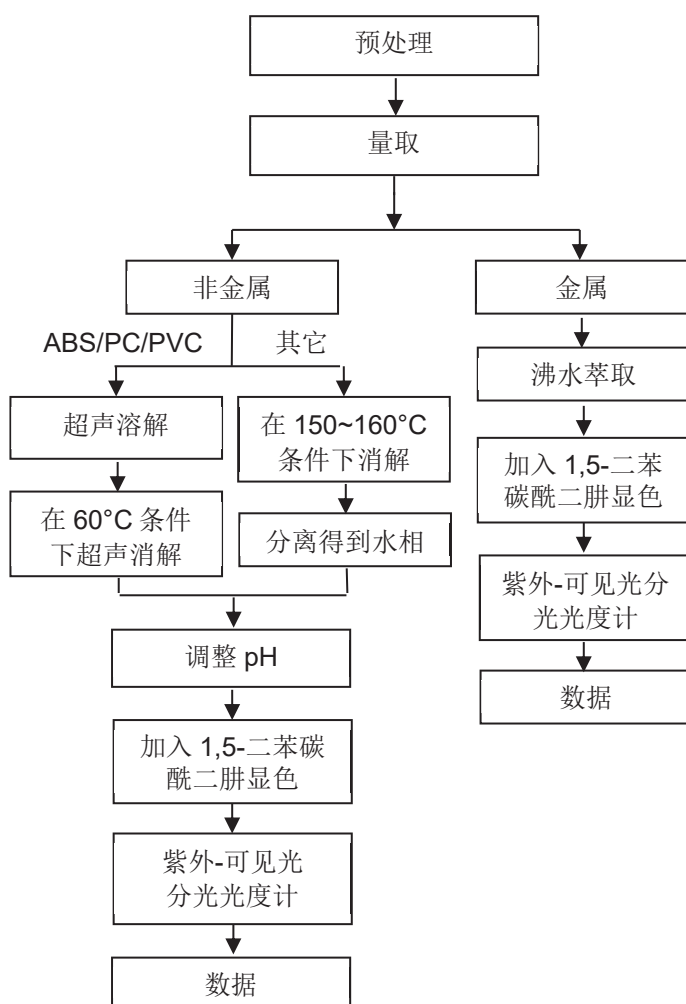 预处理
量取
非金属
金属
ABS/PC/PVC
其它
沸水萃取
超声溶解
在 150~160°C
条件下消解
加入 1,5-二苯
碳酰二肼显色
在 60°C 条件
下超声消解
分离得到水相
紫外-可见光分
光光度计
调整 pH
数据
加入 1,5-二苯碳
酰二肼显色
紫外-可见光
分光光度计
数据